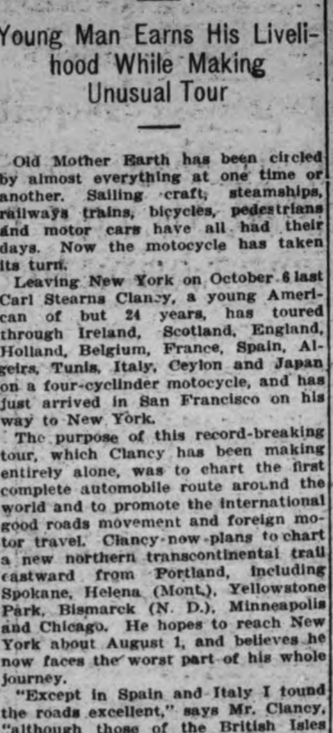 Young Man Earns His Liveli-
hood While Making
Unusual Tour
Old Mother Earth has been circled
by almost everything at one time or
another. Sailing craft, steamships,
railways trains, bicycles, pedestrians
and motor cars have all had their
days. Now the motocycle has taken
its turn.
Leaving New York on October 6 last
Carl Stearns Clancy, a young Ameri-
can of but 24 years, has toured
through Ireland, Scotland, England,
Holland, Belgium, France, Spain, Al-
geirs, Tunis, Italy, Ceylon and Japan
on a four-cyclinder motocycle, and has
just arrived in San Francisco on his
way to New York.
The purpose of this record-breaking
tour, which Clancy has been making
entirely alone, was to chart the first
complete automobile route around the
world and to promote the international
good roads movement and foreign mo-
tor travel. Clancy now plans to chart
a new northern transcontinental trail
eastward from Portland, including
Spokane, Helena (Mont.), Yellowstone
Park, Bismarck (N. D.), Minneapolis
and Chicago. He hopes to reach New
York about August 1, and believes he
now faces the worst part of his whole
journey.
"Except in Spain and Italy I found
the roads excellent," says Mr. Clancy,
"although those of the British Isles